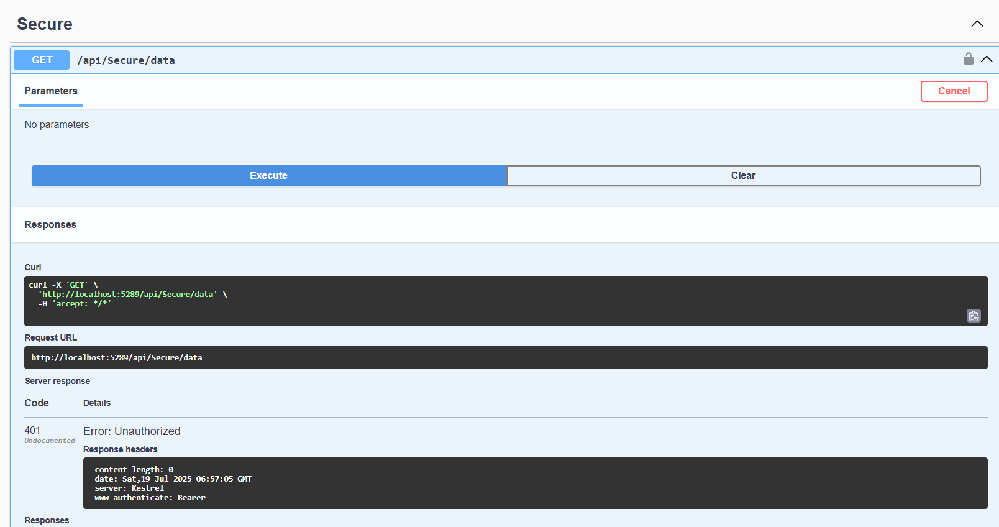 Secure
GET /api/Secure/data
Parameters
Cancel
No parameters
Execute
Clear
Responses
Curl
curl -X 'GET' \
  'http://localhost:5289/api/Secure/data' \
  -H 'accept: */*'
Request URL
http://localhost:5289/api/Secure/data
Server response
Code Details
401 Error: Unauthorized
Undocumented
Response headers
content-length: 0
date: Sat,19 Jul 2025 06:57:05 GMT
server: Kestrel
www-authenticate: Bearer
Responses